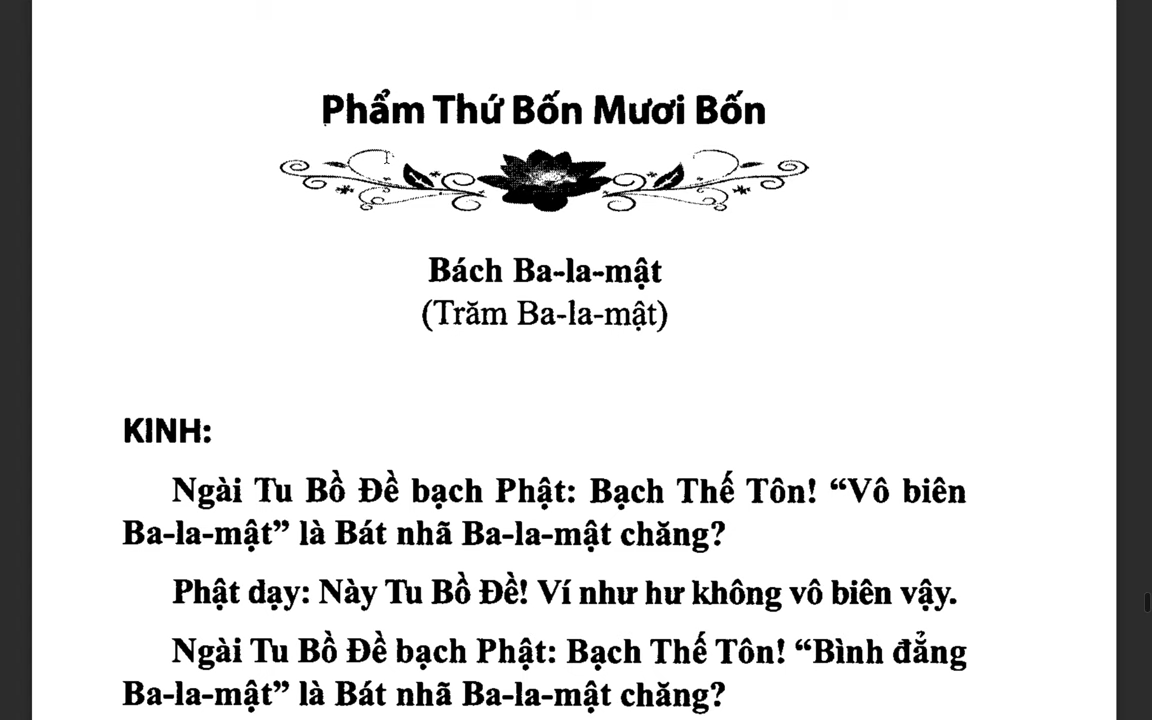 Phẩm Thứ Bốn Mươi Bốn
Bách Ba-la-mật
(Trăm Ba-la-mật)
KINH:
Ngài Tu Bồ Đề bạch Phật: Bạch Thế Tôn! “Vô biên
Ba-la-mật” là Bát nhã Ba-la-mật chăng?
Phật dạy: Này Tu Bồ Đề! Ví như hư không vô biên vậy.
Ngài Tu Bồ Đề bạch Phật: Bạch Thế Tôn! “Bình đẳng
Ba-la-mật” là Bát nhã Ba-la-mật chăng?